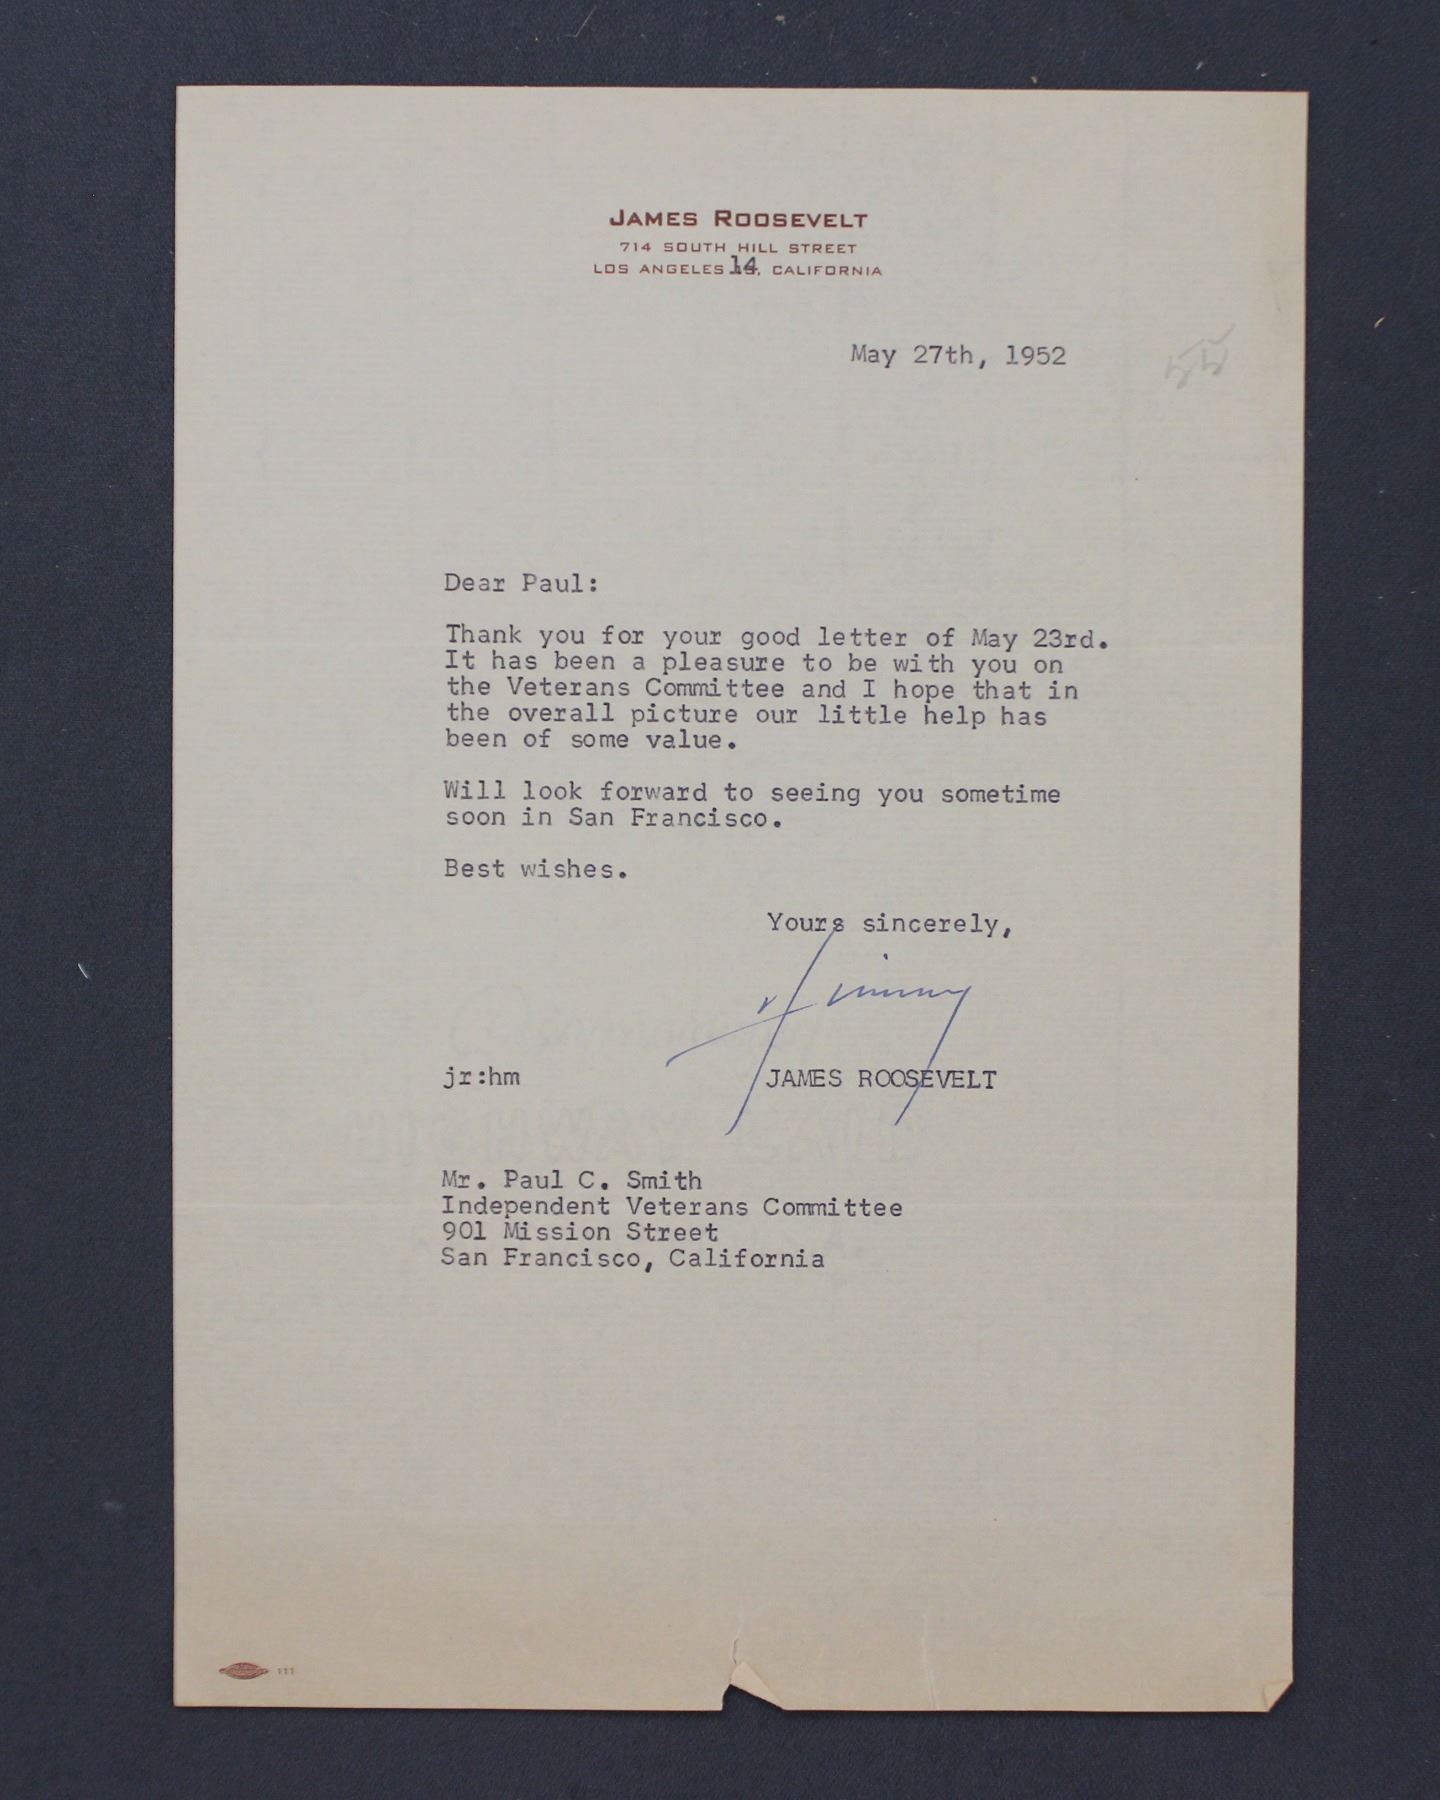 JAMES ROOSEVELT
714 SOUTH HILL STREET
LOS ANGELES 14, CALIFORNIA
May 27th, 1952
Dear Paul:
Thank you for your good letter of May 23rd.
It has been a pleasure to be with you on
the Veterans Committee and I hope that in
the overall picture our little help has
been of some value.
Will look forward to seeing you sometime
soon in San Francisco.
Best wishes.
Yours sincerely,
Jimmy
jr:hm JAMES ROOSEVELT
Mr. Paul C. Smith
Independent Veterans Committee
901 Mission Street
San Francisco, California
111